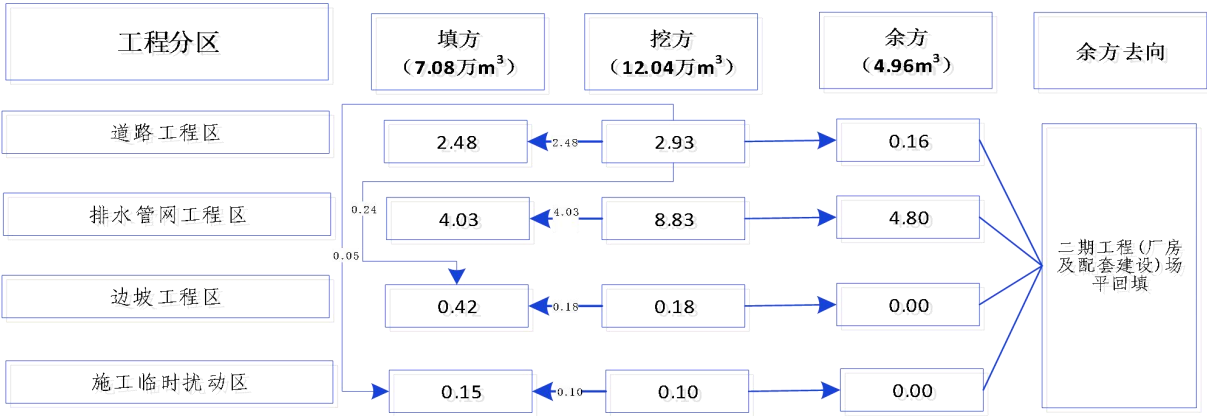 工程分区
填方
（7.08万m³）
挖方
（12.04万m³）
余方
（4.96m³）
余方去向
道路工程区
2.48
2.48
2.93
0.16
排水管网工程区
0.24
4.03
4.03
8.83
4.80
0.05
二期工程(厂房
及配套建设)场
平回填
边坡工程区
0.42
0.18
0.18
0.00
施工临时扰动区
0.15
0.10
0.10
0.00